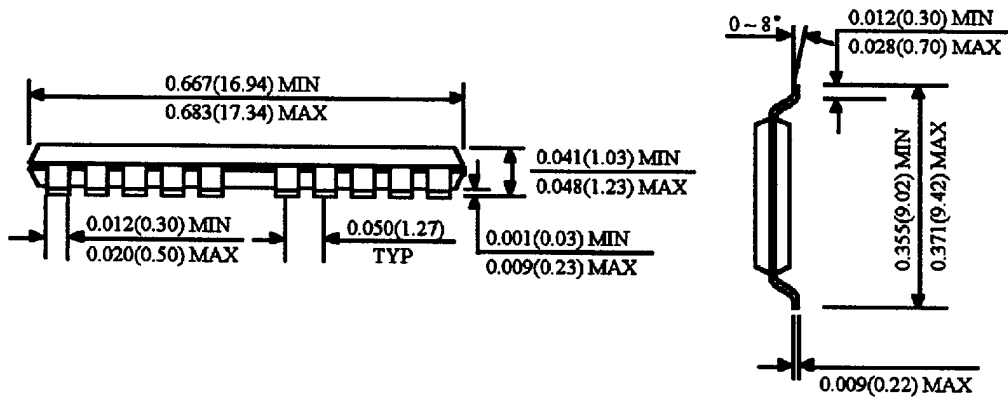 0.667(16.94) MIN
0.683(17.34) MAX
0.041(1.03) MIN
0.048(1.23) MAX
0.012(0.30) MIN
0.020(0.50) MAX
0.050(1.27)
TYP
0.001(0.03) MIN
0.009(0.23) MAX
0 ~ 8°
0.012(0.30) MIN
0.028(0.70) MAX
0.355(9.02) MIN
0.371(9.42) MAX
0.009(0.22) MAX